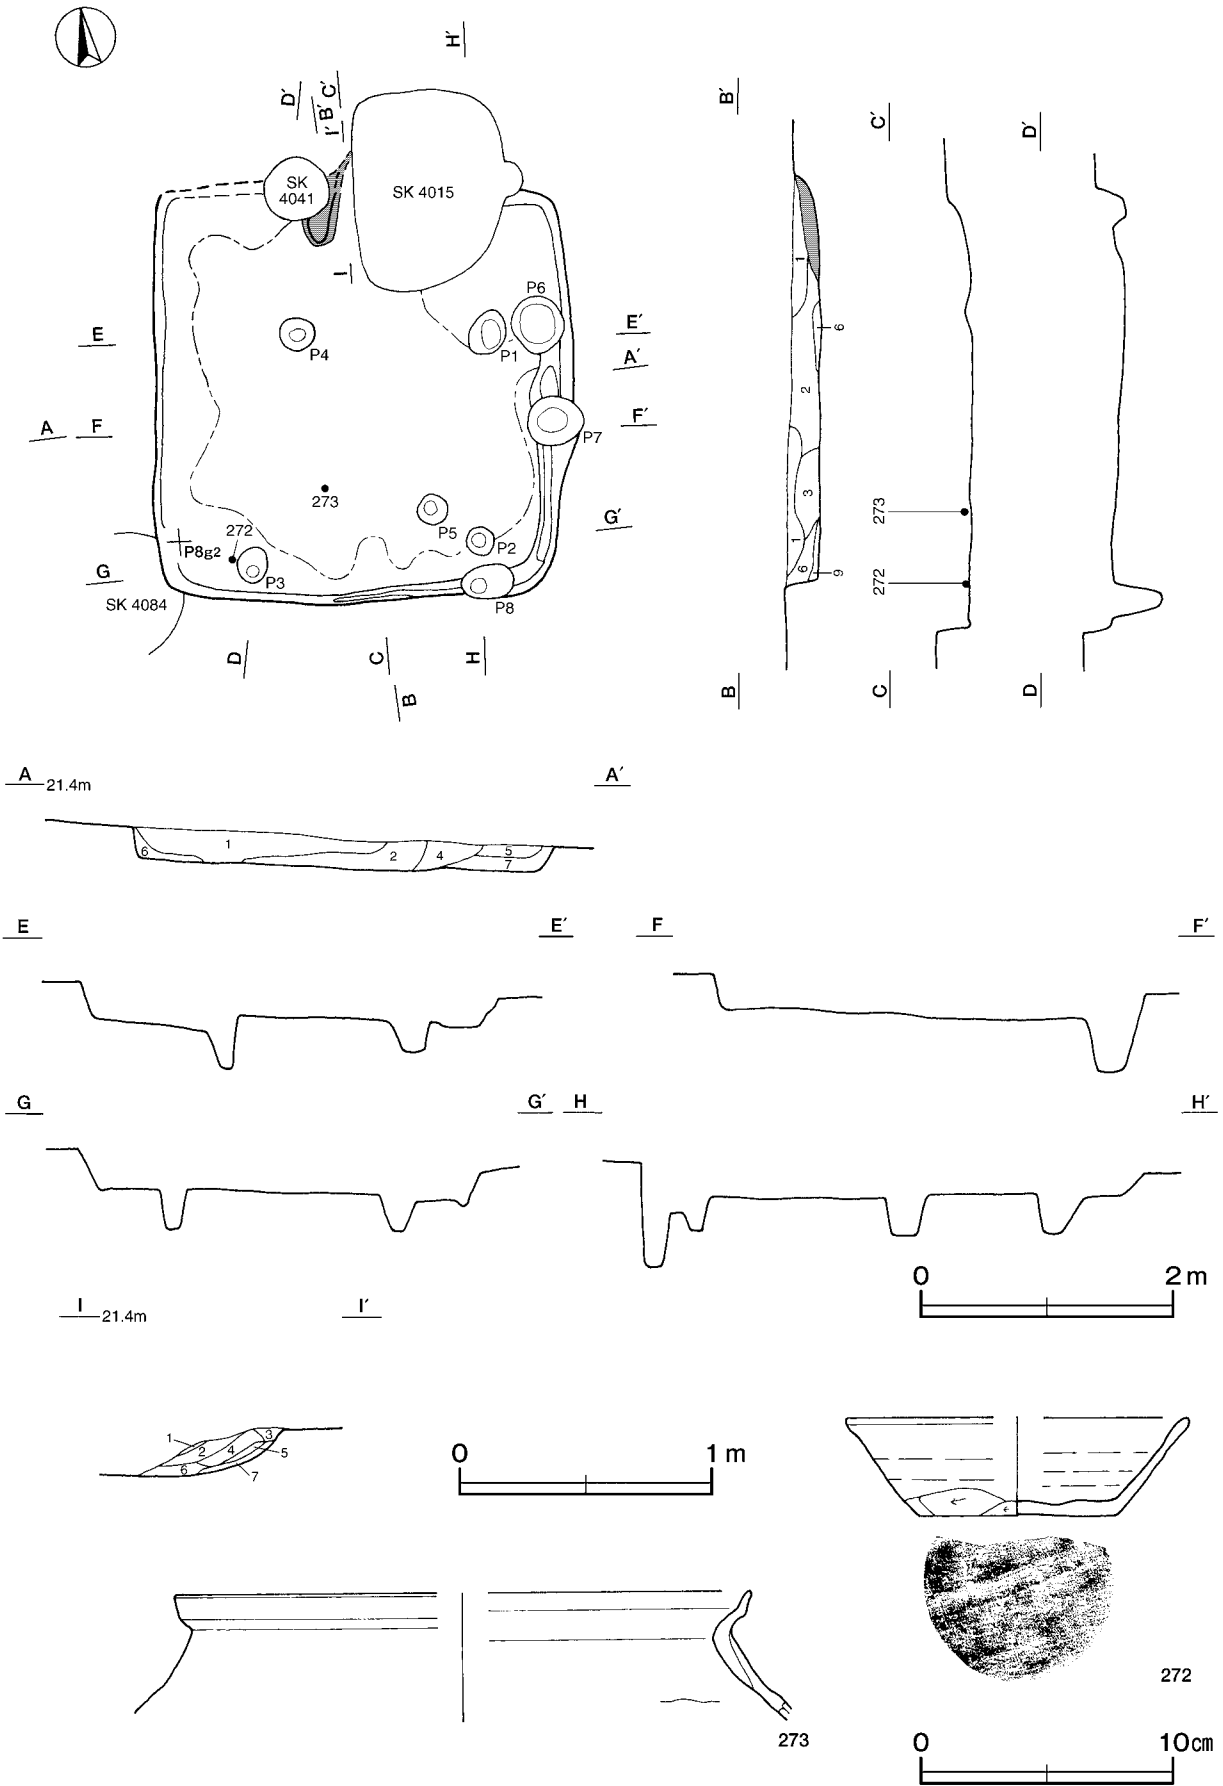 H′
D′
B′ C′
I′
SK
4041
SK 4015
I
P6
E
E′
P4
P1
A′
A
F
F′
P7
273
272
P5
G′
P8g2
P2
G
P3
SK 4084
P8
D
C
H
B
B′
C′
D′
1
6
2
3
1
6
9
273
272
B
C
D
A
21.4m
A′
6
1
2
4
5
7
E
E′
F
F′
G
G′
H
H′
0
2 m
I
21.4m
I′
1
2
4
3
5
6
7
0
1 m
272
273
0
10㎝